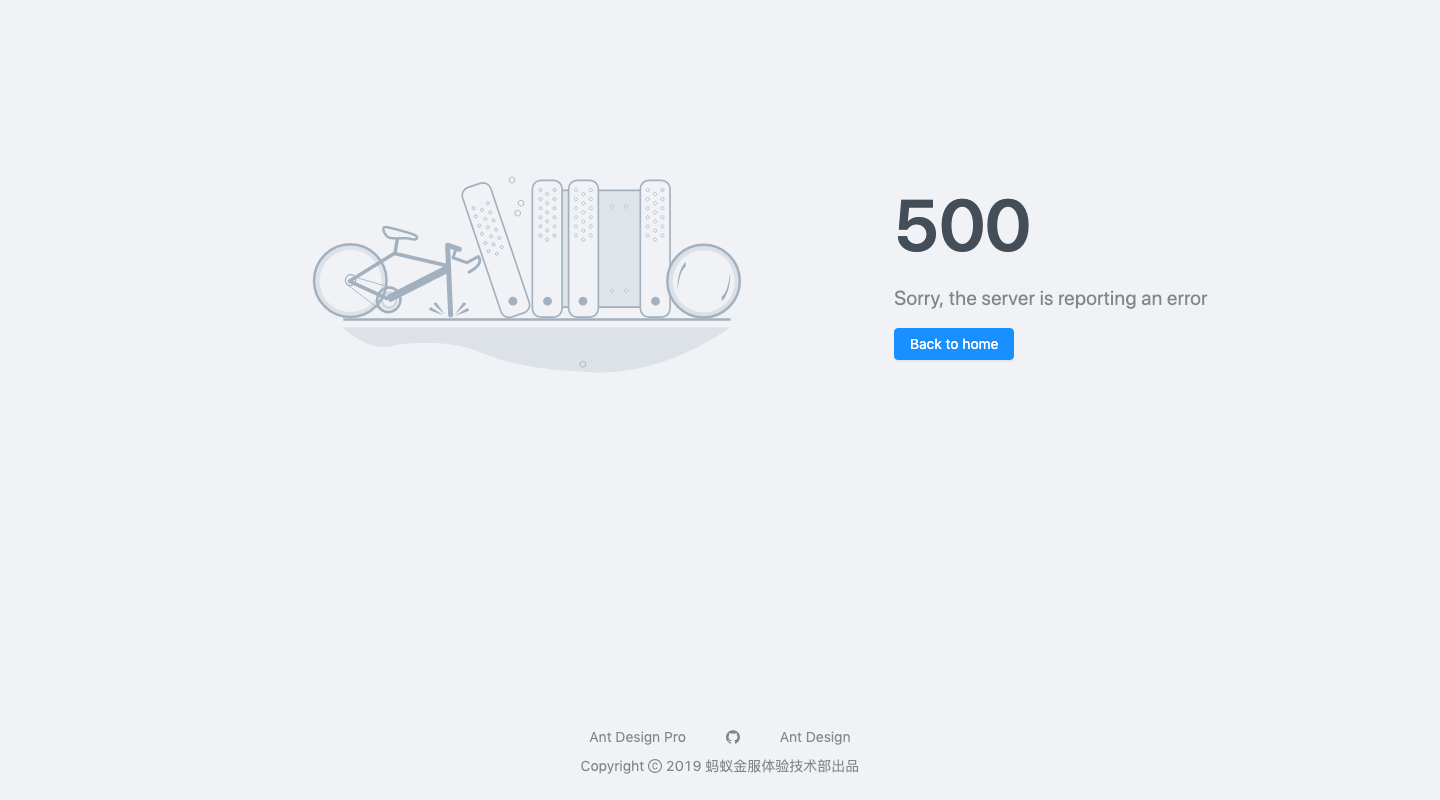 500
Sorry, the server is reporting an error
Back to home
Ant Design Pro Ant Design
Copyright © 2019 蚂蚁金服体验技术部出品